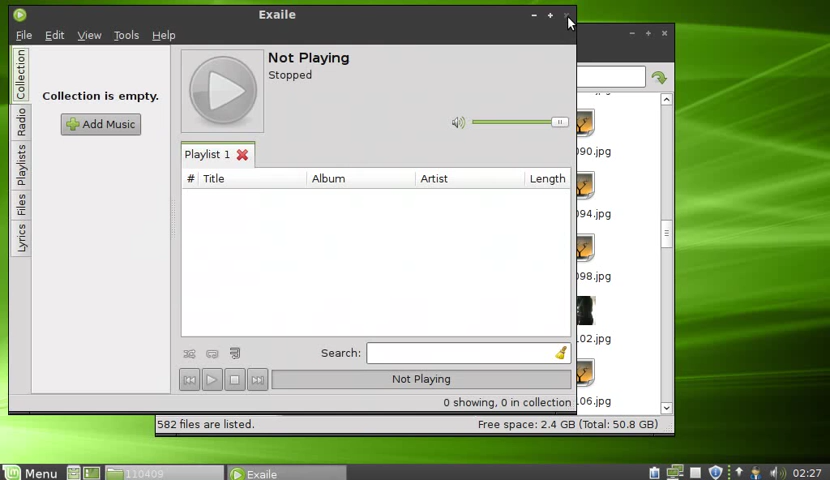 Exaile
File Edit View Tools Help
Collection
Radio
Playlists
Files
Lyrics
Collection is empty.
Add Music
Not Playing
Stopped
Playlist 1
# Title Album Artist Length
Search:
Not Playing
0 showing, 0 in collection
090.jpg
094.jpg
098.jpg
102.jpg
106.jpg
582 files are listed. Free space: 2.4 GB (Total: 50.8 GB)
Menu 110409 Exaile 02:27